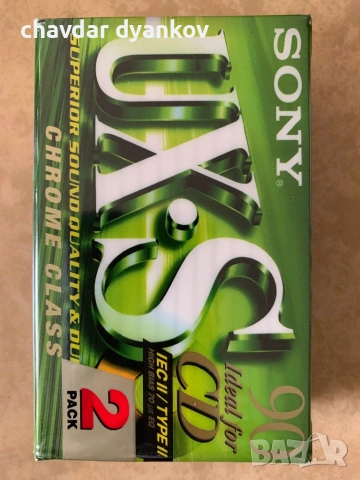 chavdar dyankov
SONY®
UX·S
90
SUPERIOR SOUND QUALITY &
CHROME CLASS
Ideal for
CD
IEC II / TYPE II
HIGH BIAS 70 μs EQ
2
PACK
BAZAR